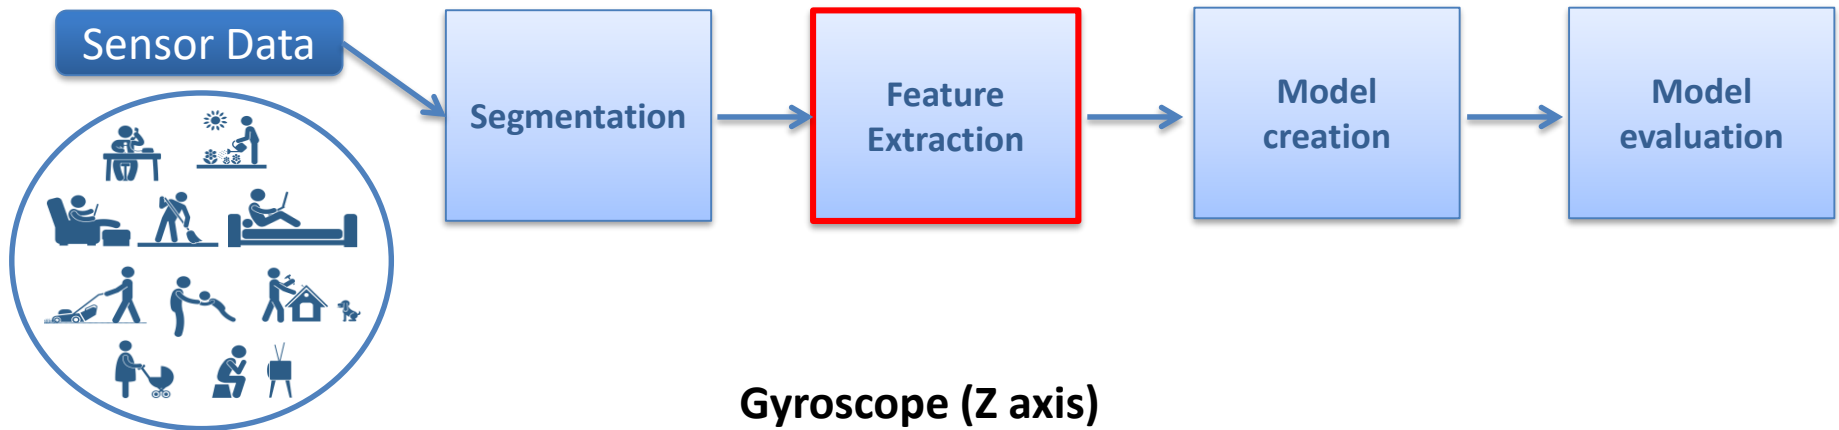 Sensor Data
Segmentation
Feature
Extraction
Model
creation
Model
evaluation
Gyroscope (Z axis)